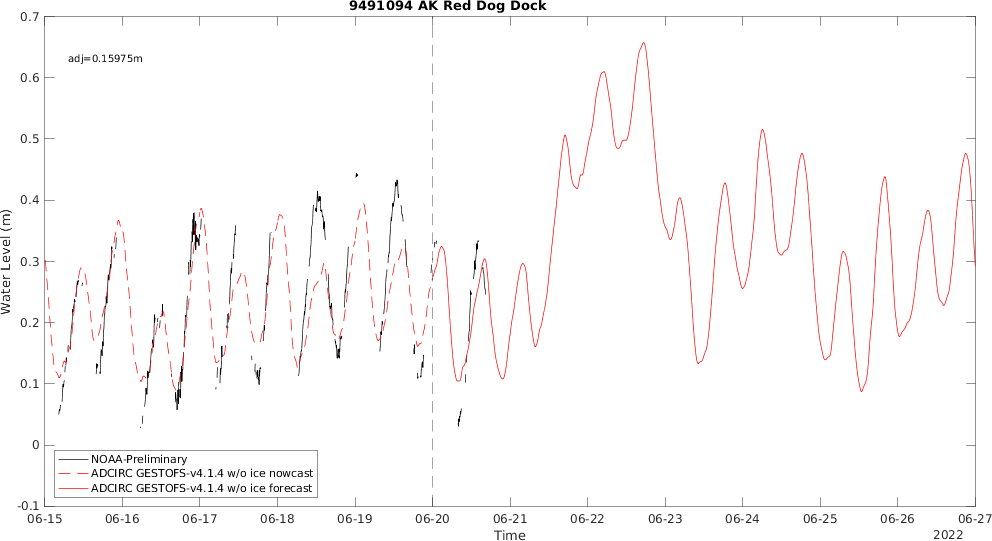 9491094 AK Red Dog Dock
adj=0.15975m
Water Level (m)
0.7
0.6
0.5
0.4
0.3
0.2
0.1
0
-0.1
NOAA-Preliminary
ADCIRC GESTOFS-v4.1.4 w/o ice nowcast
ADCIRC GESTOFS-v4.1.4 w/o ice forecast
06-15 06-16 06-17 06-18 06-19 06-20 06-21 06-22 06-23 06-24 06-25 06-26 06-27
Time
2022